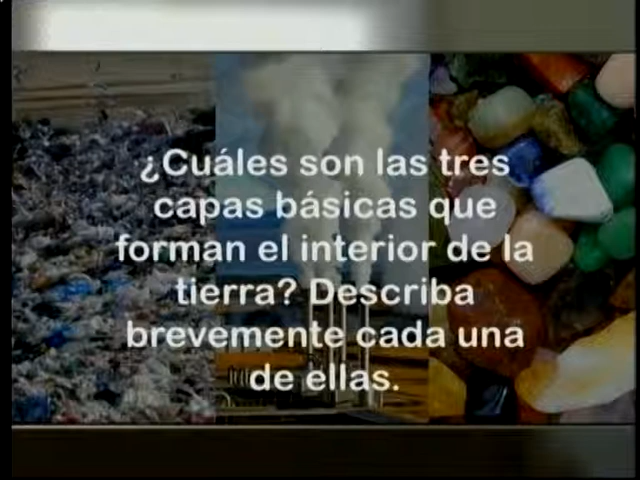 ¿Cuáles son las tres
capas básicas que
forman el interior de la
tierra? Describa
brevemente cada una
de ellas.